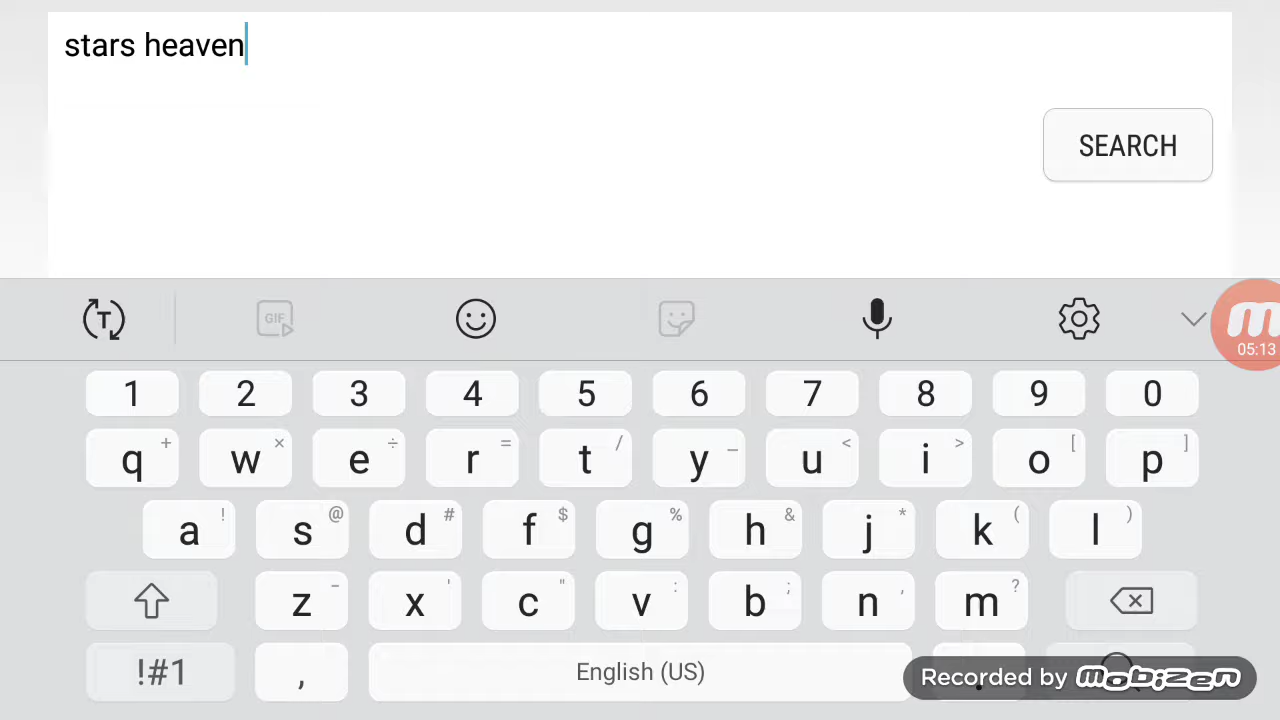 stars heaven
SEARCH
T GIF
05:13
1 2 3 4 5 6 7 8 9 0
q + w × e ÷ r = t / y _ u < i > o [ p ]
a ! s @ d # f $ g % h & j * k ( l )
z - x ' c " v : b ; n , m ?
!#1 , English (US) .
Recorded by mobizen